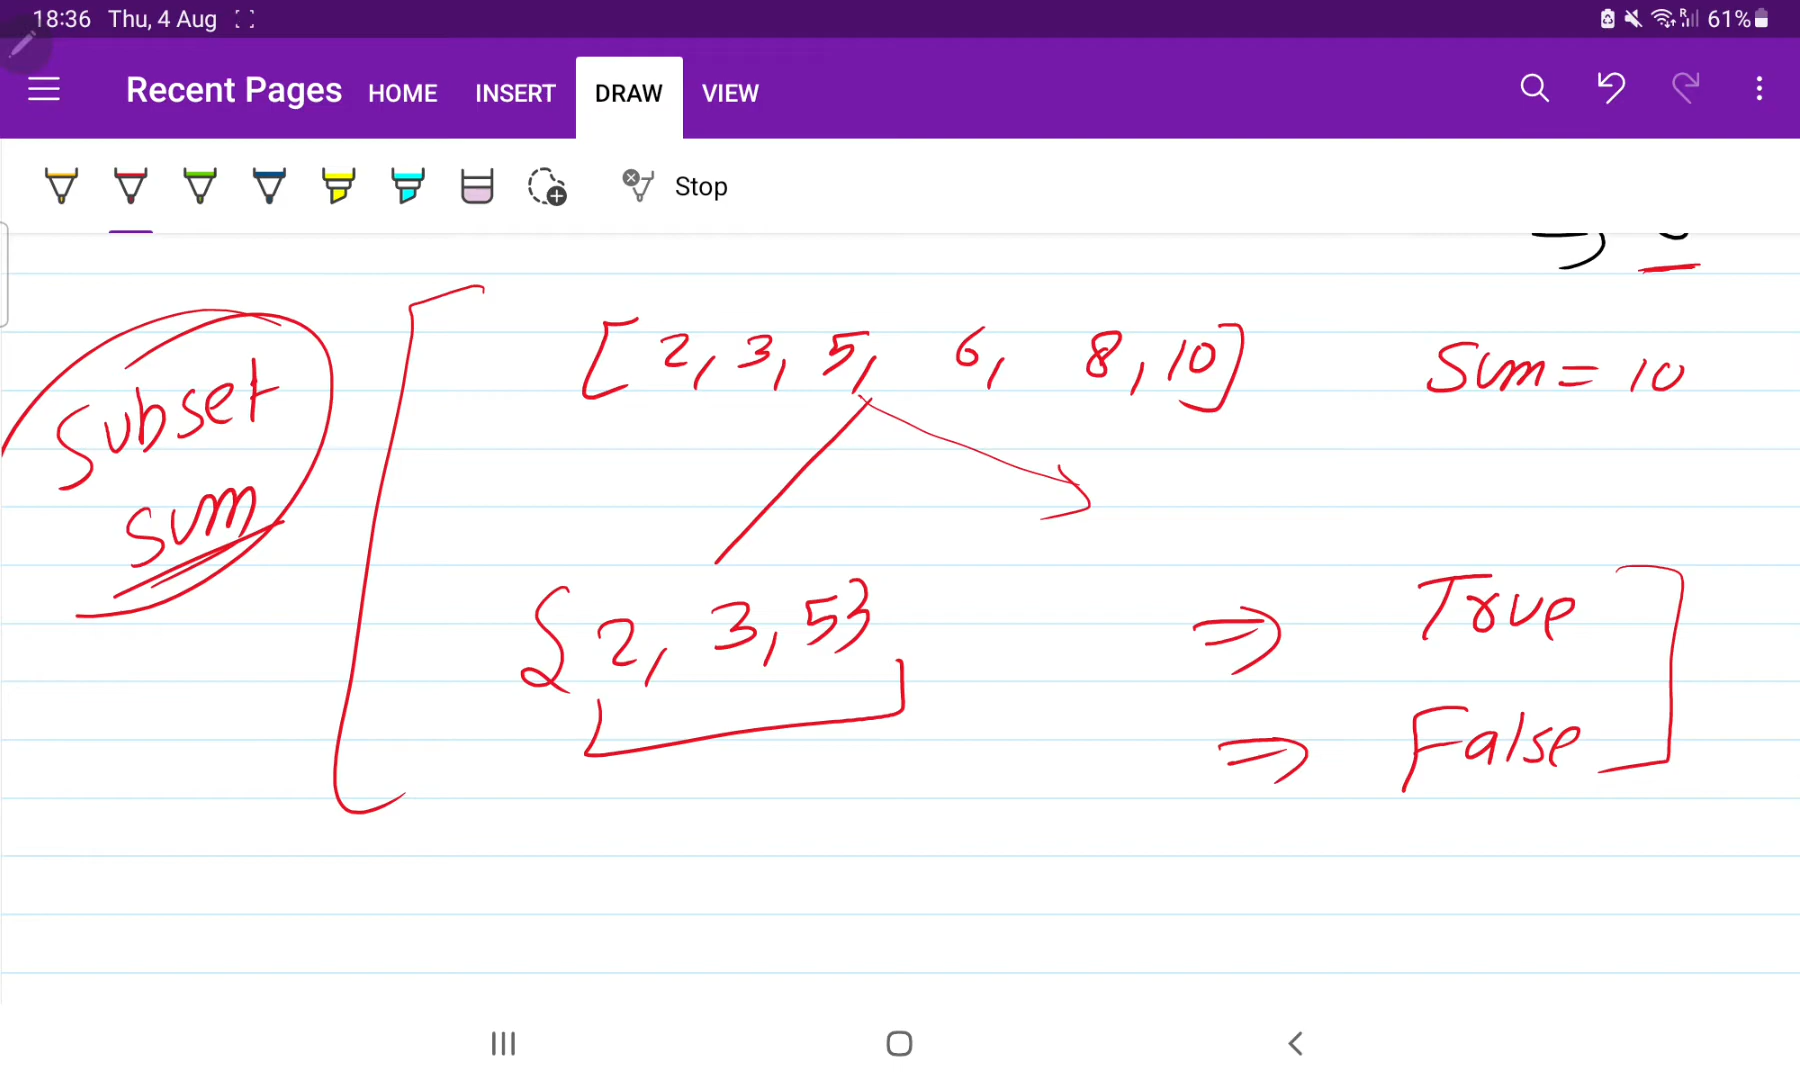 18:36 Thu, 4 Aug 61%
Recent Pages HOME INSERT DRAW VIEW
Stop
[2, 3, 5, 6, 8, 10] Sum = 10
Subset
sum
{2, 3, 5} ⇒ True
⇒ False